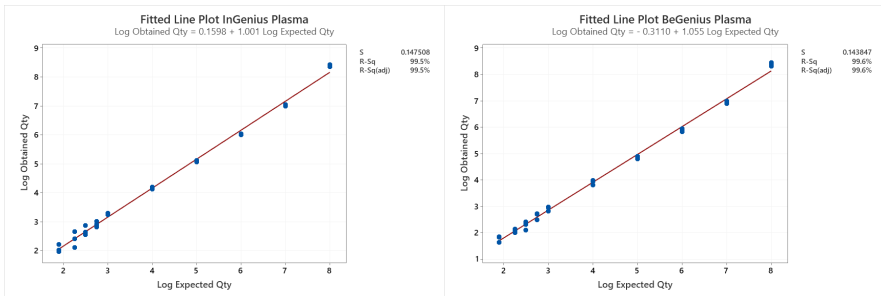 Fitted Line Plot InGenius Plasma
Log Obtained Qty = 0.1598 + 1.001 Log Expected Qty
S 0.147508
R-Sq 99.5%
R-Sq(adj) 99.5%
Log Obtained Qty
9
8
7
6
5
4
3
2
2 3 4 5 6 7 8
Log Expected Qty
Fitted Line Plot BeGenius Plasma
Log Obtained Qty = - 0.3110 + 1.055 Log Expected Qty
S 0.143847
R-Sq 99.6%
R-Sq(adj) 99.6%
Log Obtained Qty
9
8
7
6
5
4
3
2
1
2 3 4 5 6 7 8
Log Expected Qty